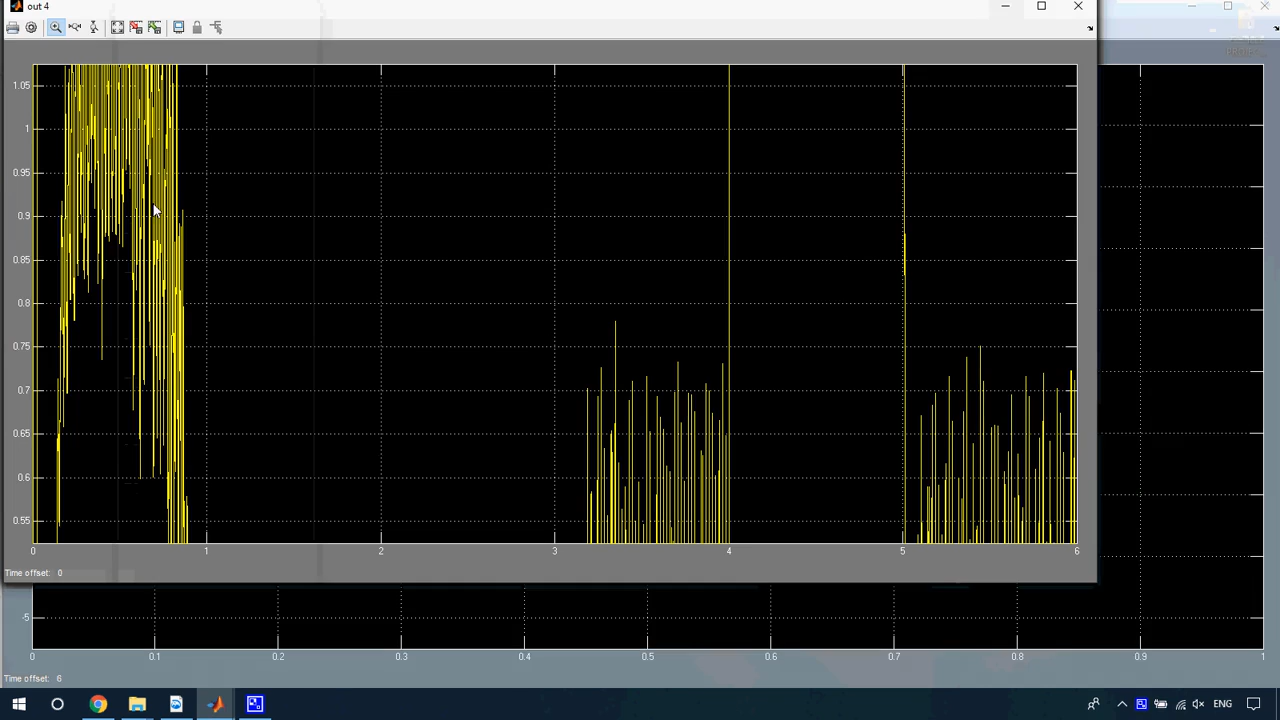 out 4
1.05
1
0.95
0.9
0.85
0.8
0.75
0.7
0.65
0.6
0.55
0 1 2 3 4 5 6
Time offset: 0
-5
0 0.1 0.2 0.3 0.4 0.5 0.6 0.7 0.8 0.9 1
Time offset: 6
ENG